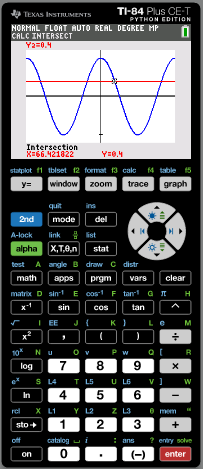 TEXAS INSTRUMENTS TI-84 Plus CE-T
PYTHON EDITION
NORMAL FLOAT AUTO REAL DEGREE MP
CALC INTERSECT
Y2=0.4
Intersection
X=66.421822 Y=0.4
statplot f1 tblset f2 format f3 calc f4 table f5
y= window zoom trace graph
quit ins
2nd mode del
A-lock link list
alpha X,T,θ,n stat
test A angle B draw C distr
math apps prgm vars clear
matrix D sin⁻¹ E cos⁻¹ F tan⁻¹ G π H
x⁻¹ sin cos tan ^
√ I EE J { K } L e M
x² , ( ) ÷
10ˣ N u O v P w Q [ R
log 7 8 9 ×
eˣ S L4 T L5 U L6 V ] W
ln 4 5 6 −
rcl X L1 Y L2 Z L3 θ mem "
sto→ 1 2 3 +
off catalog ⎵ i : ans ? entry solve
on 0 . (-) enter